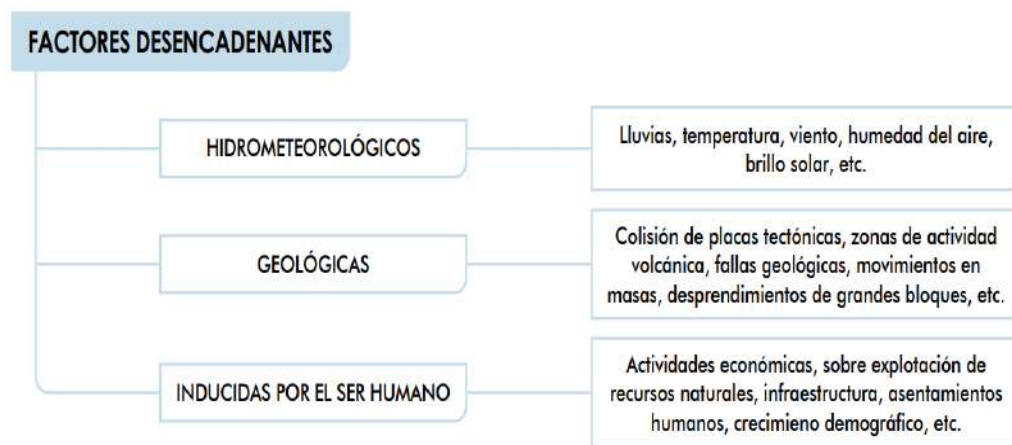 FACTORES DESENCADENANTES
HIDROMETEOROLÓGICOS
Lluvias, temperatura, viento, humedad del aire,
brillo solar, etc.
GEOLÓGICAS
Colisión de placas tectónicas, zonas de actividad
volcánica, fallas geológicas, movimientos en
masas, desprendimientos de grandes bloques, etc.
INDUCIDAS POR EL SER HUMANO
Actividades económicas, sobre explotación de
recursos naturales, infraestructura, asentamientos
humanos, crecimieno demográfico, etc.